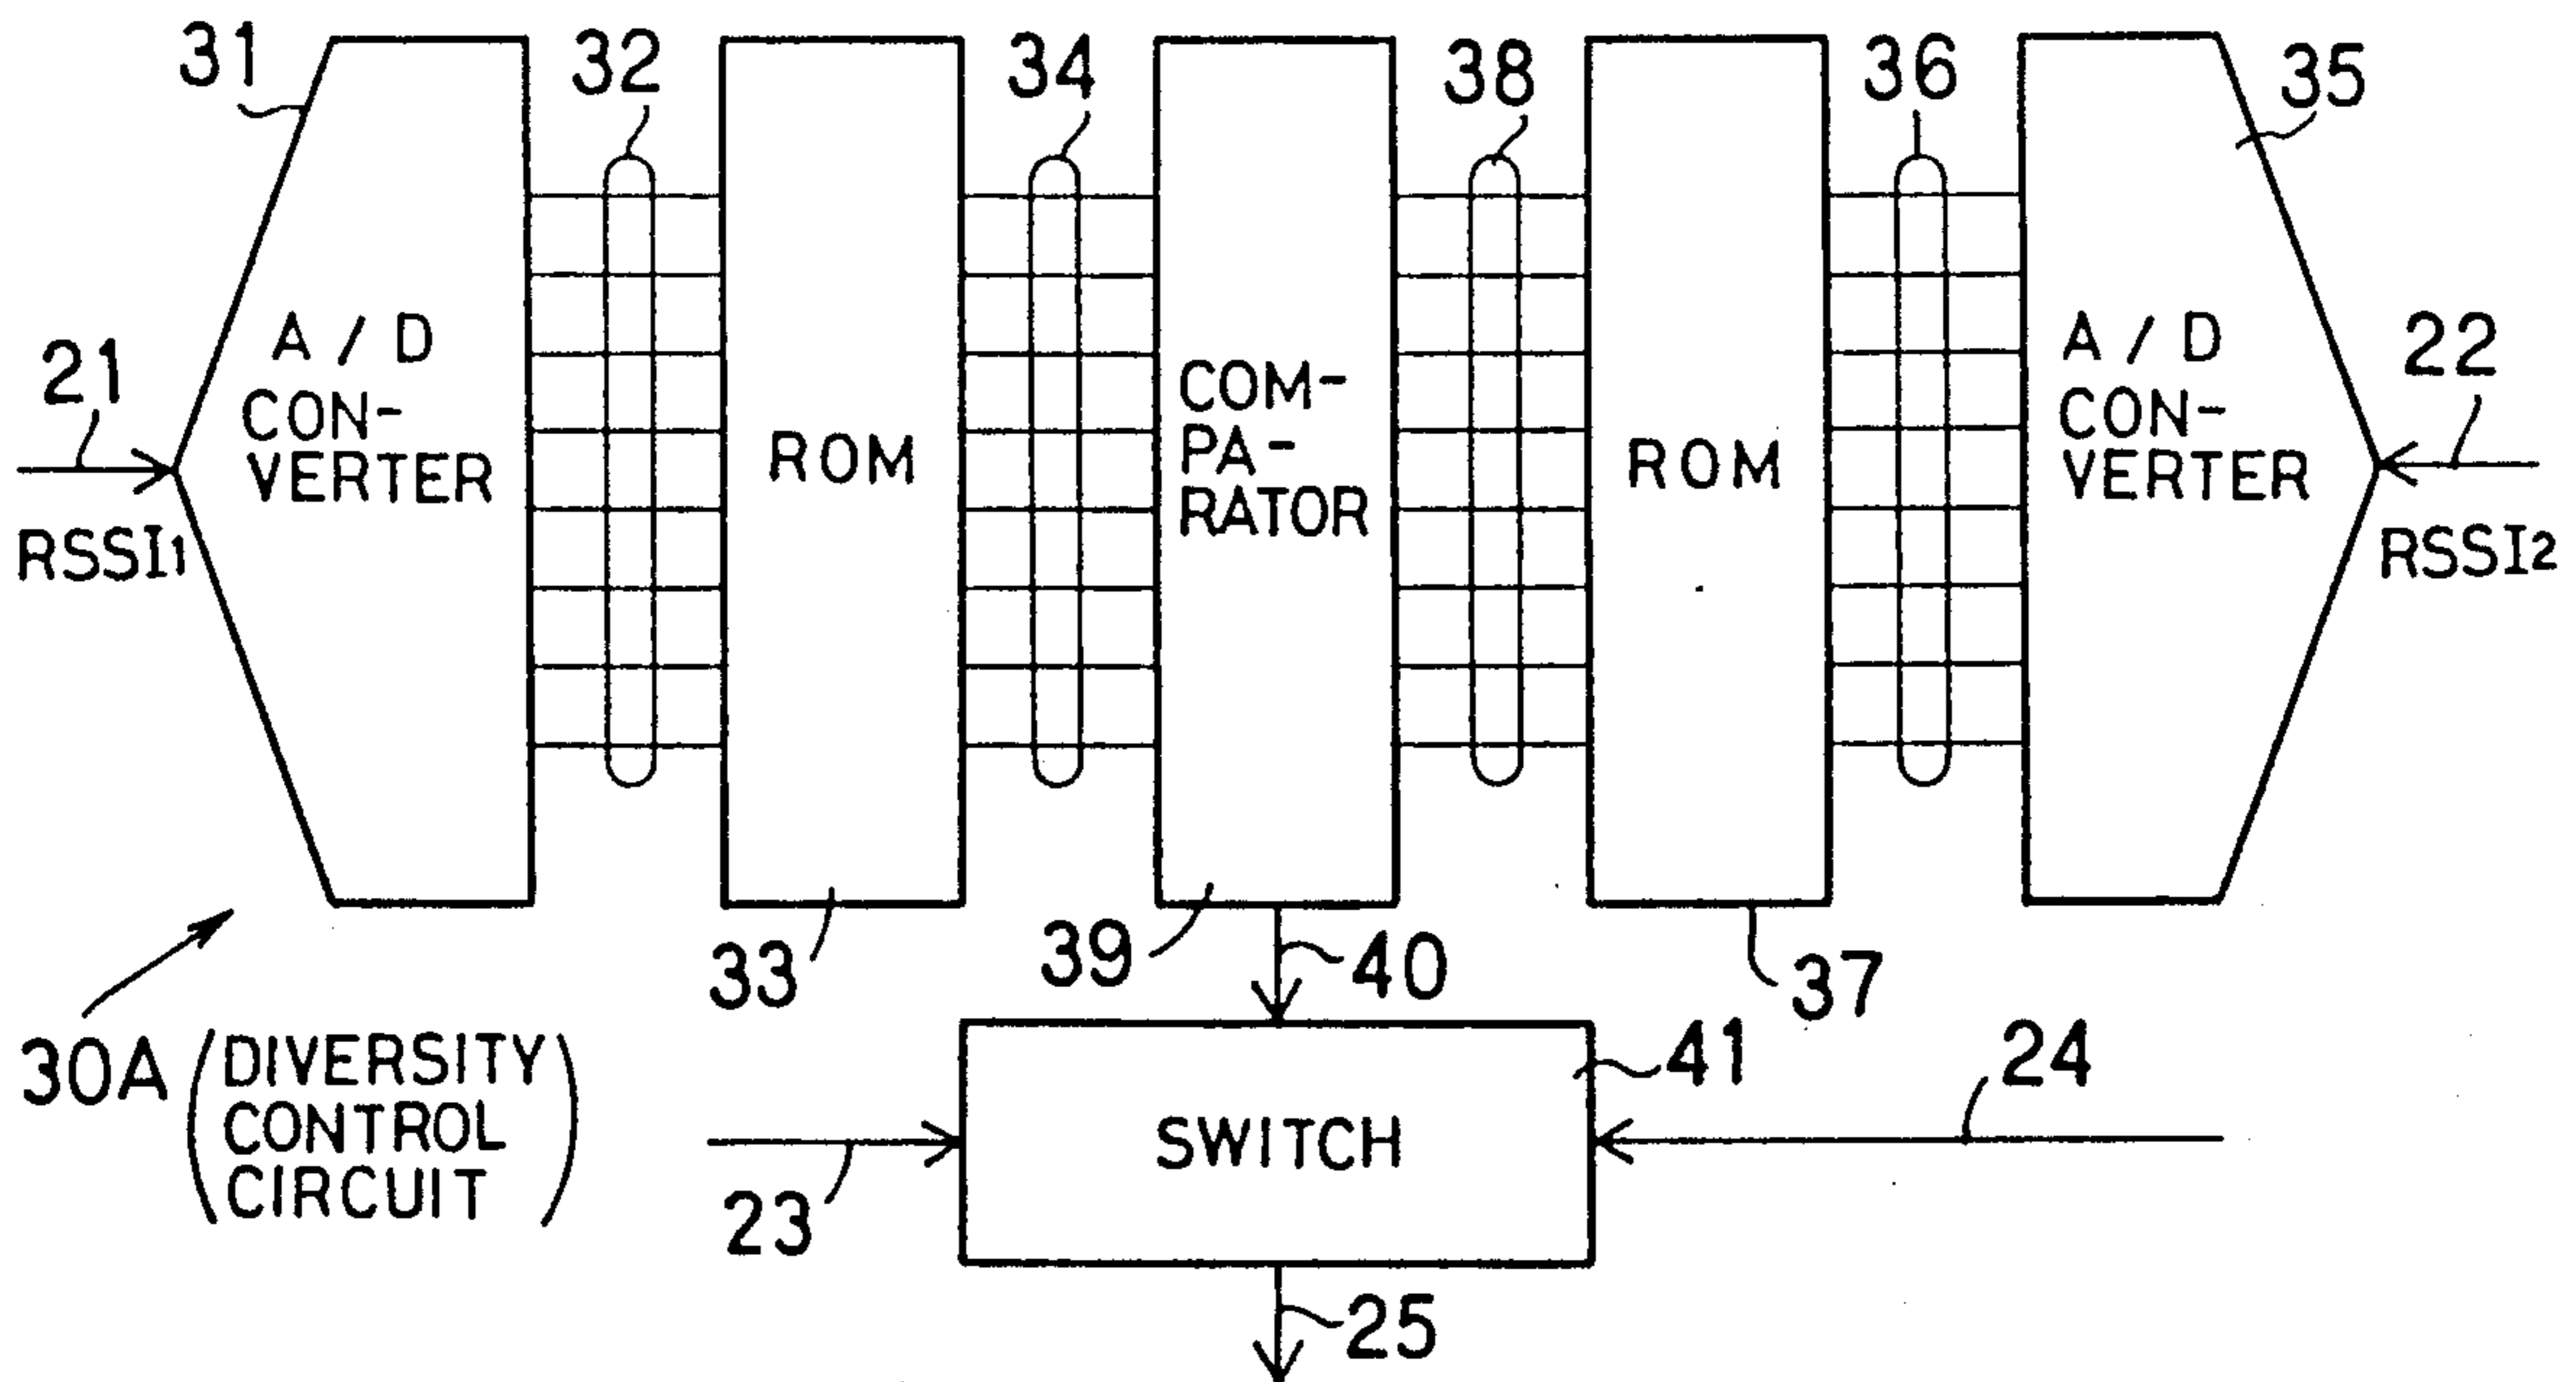 31
32
34
38
36
35
A / D
CON-
VERTER
ROM
COM-
PA-
RATOR
ROM
A / D
CON-
VERTER
21
RSSI1
22
RSSI2
33
39
40
37
30A (DIVERSITY
CONTROL
CIRCUIT)
41
24
SWITCH
23
25